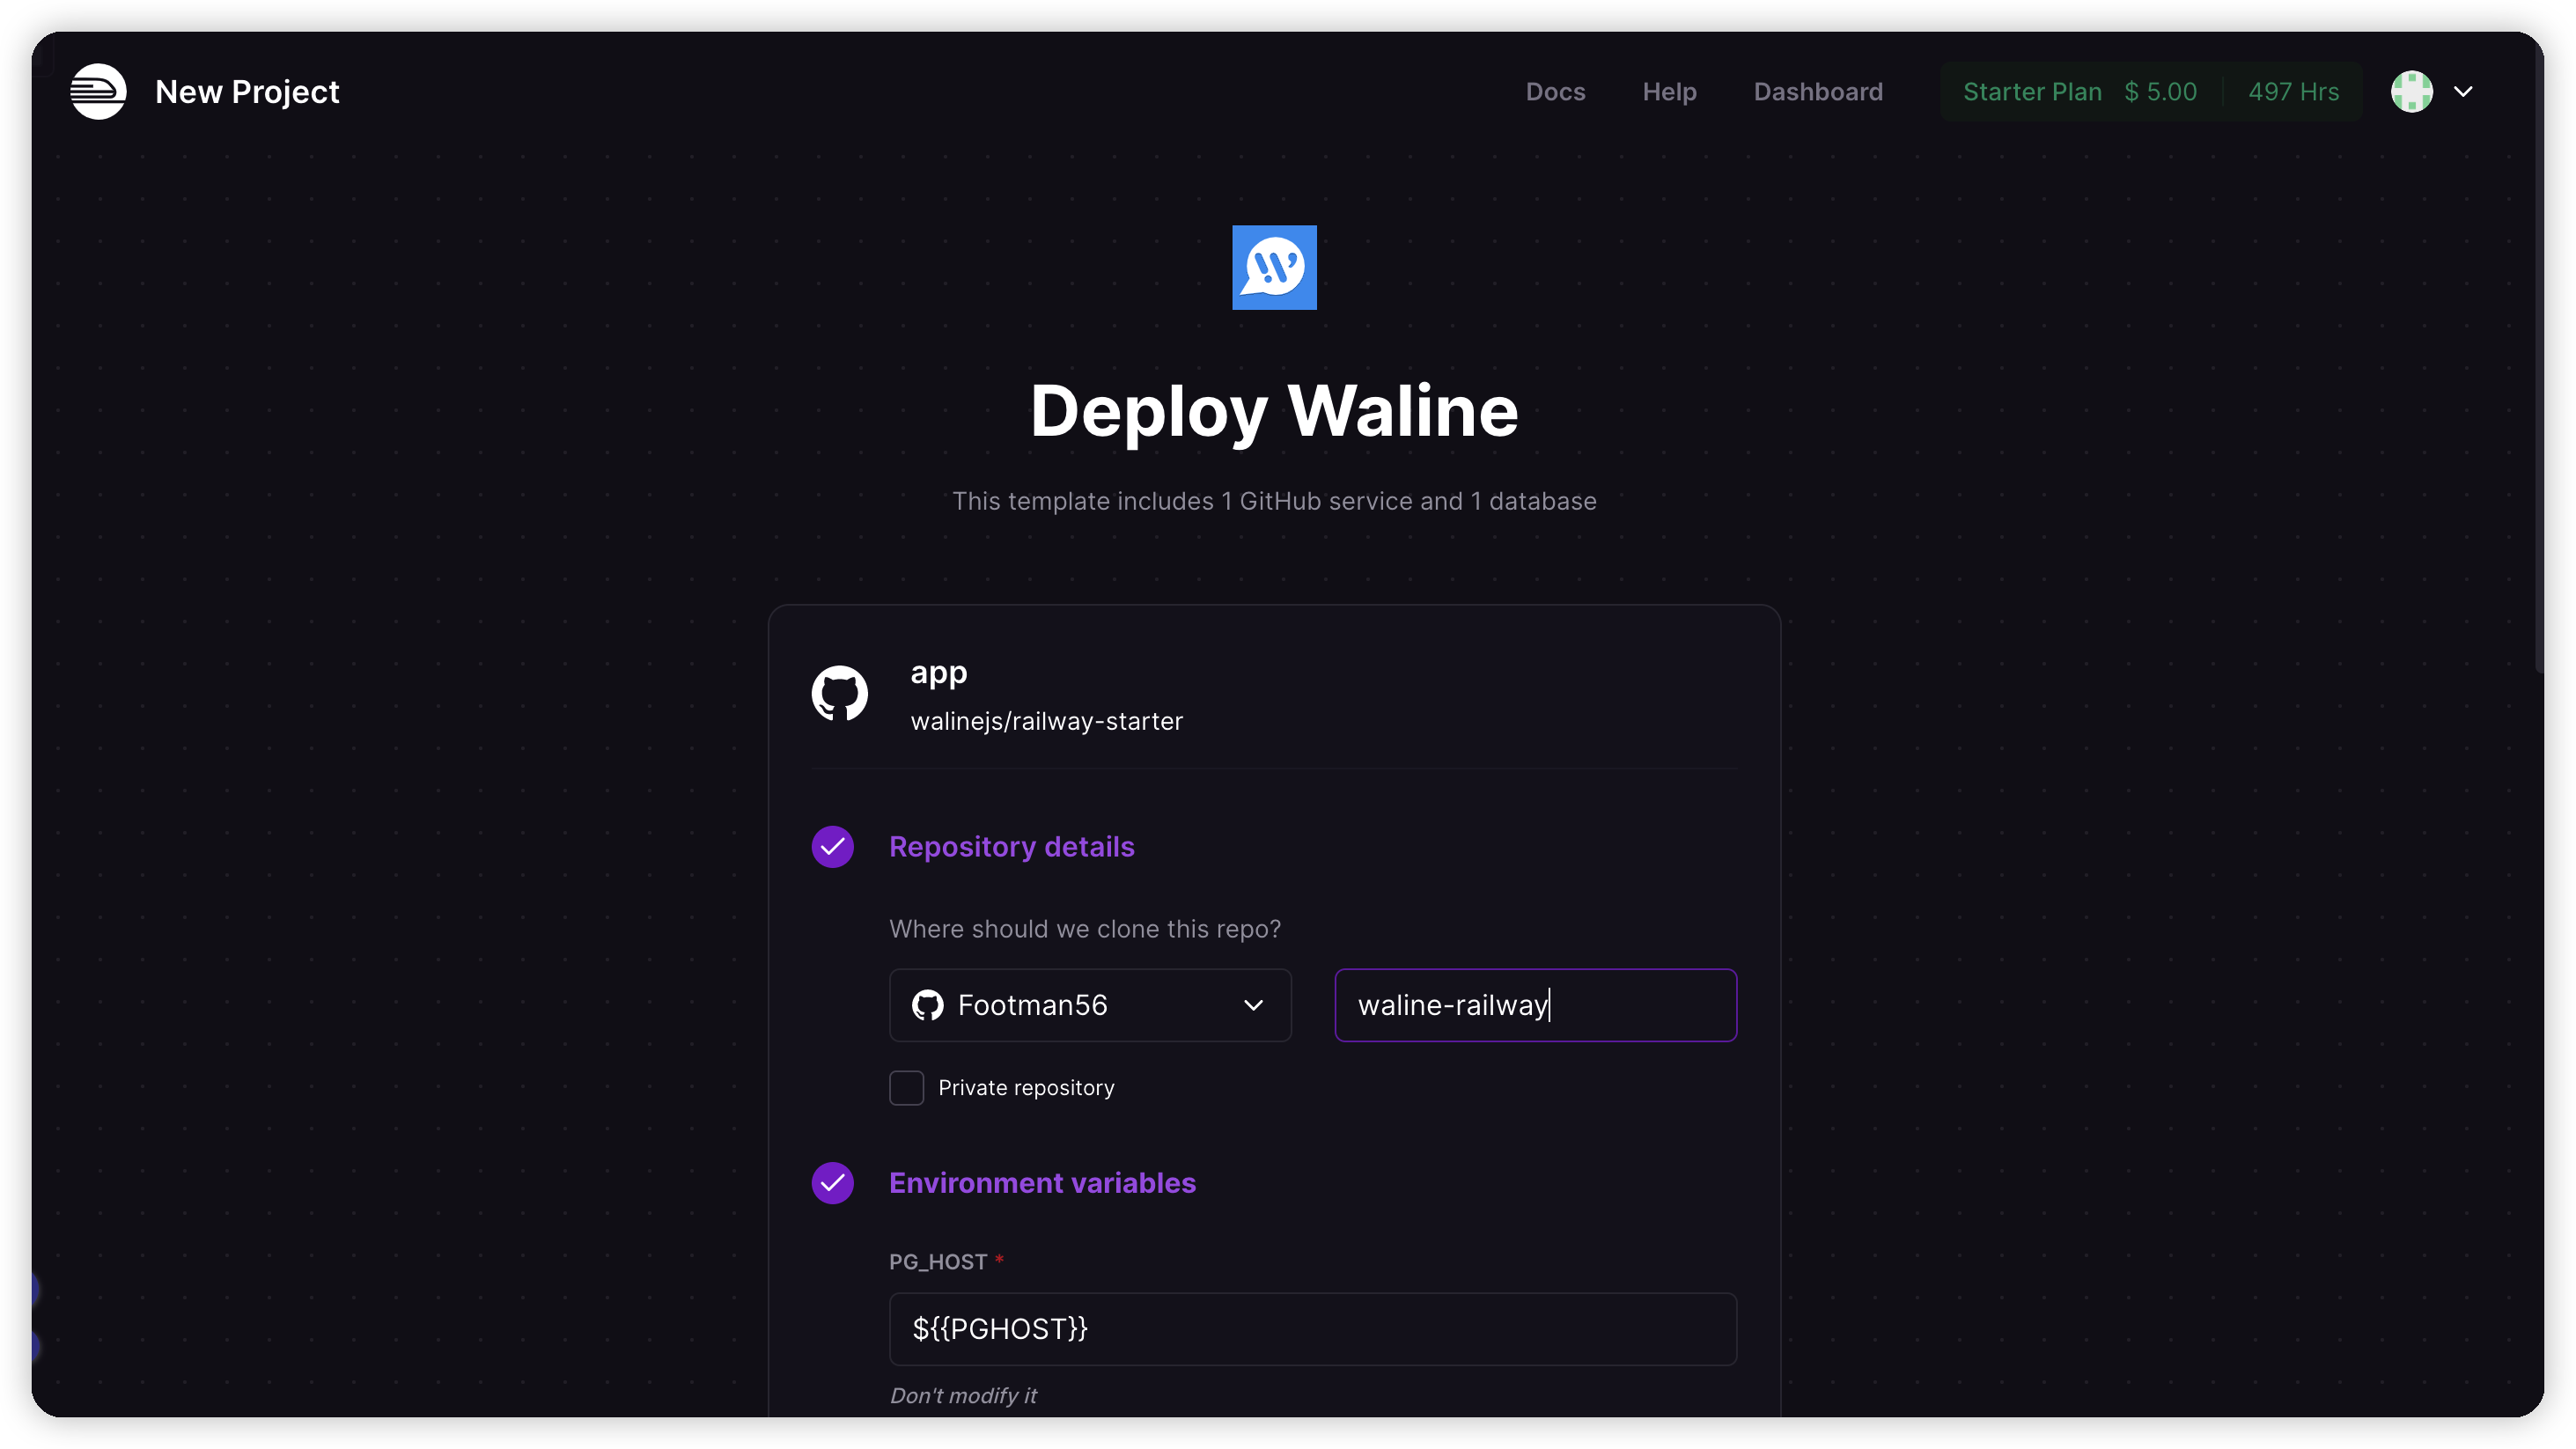 New Project
Docs Help Dashboard Starter Plan $ 5.00 497 Hrs
Deploy Waline
This template includes 1 GitHub service and 1 database
app
walinejs/railway-starter
Repository details
Where should we clone this repo?
Footman56 waline-railway
Private repository
Environment variables
PG_HOST *
${{PGHOST}}
Don't modify it